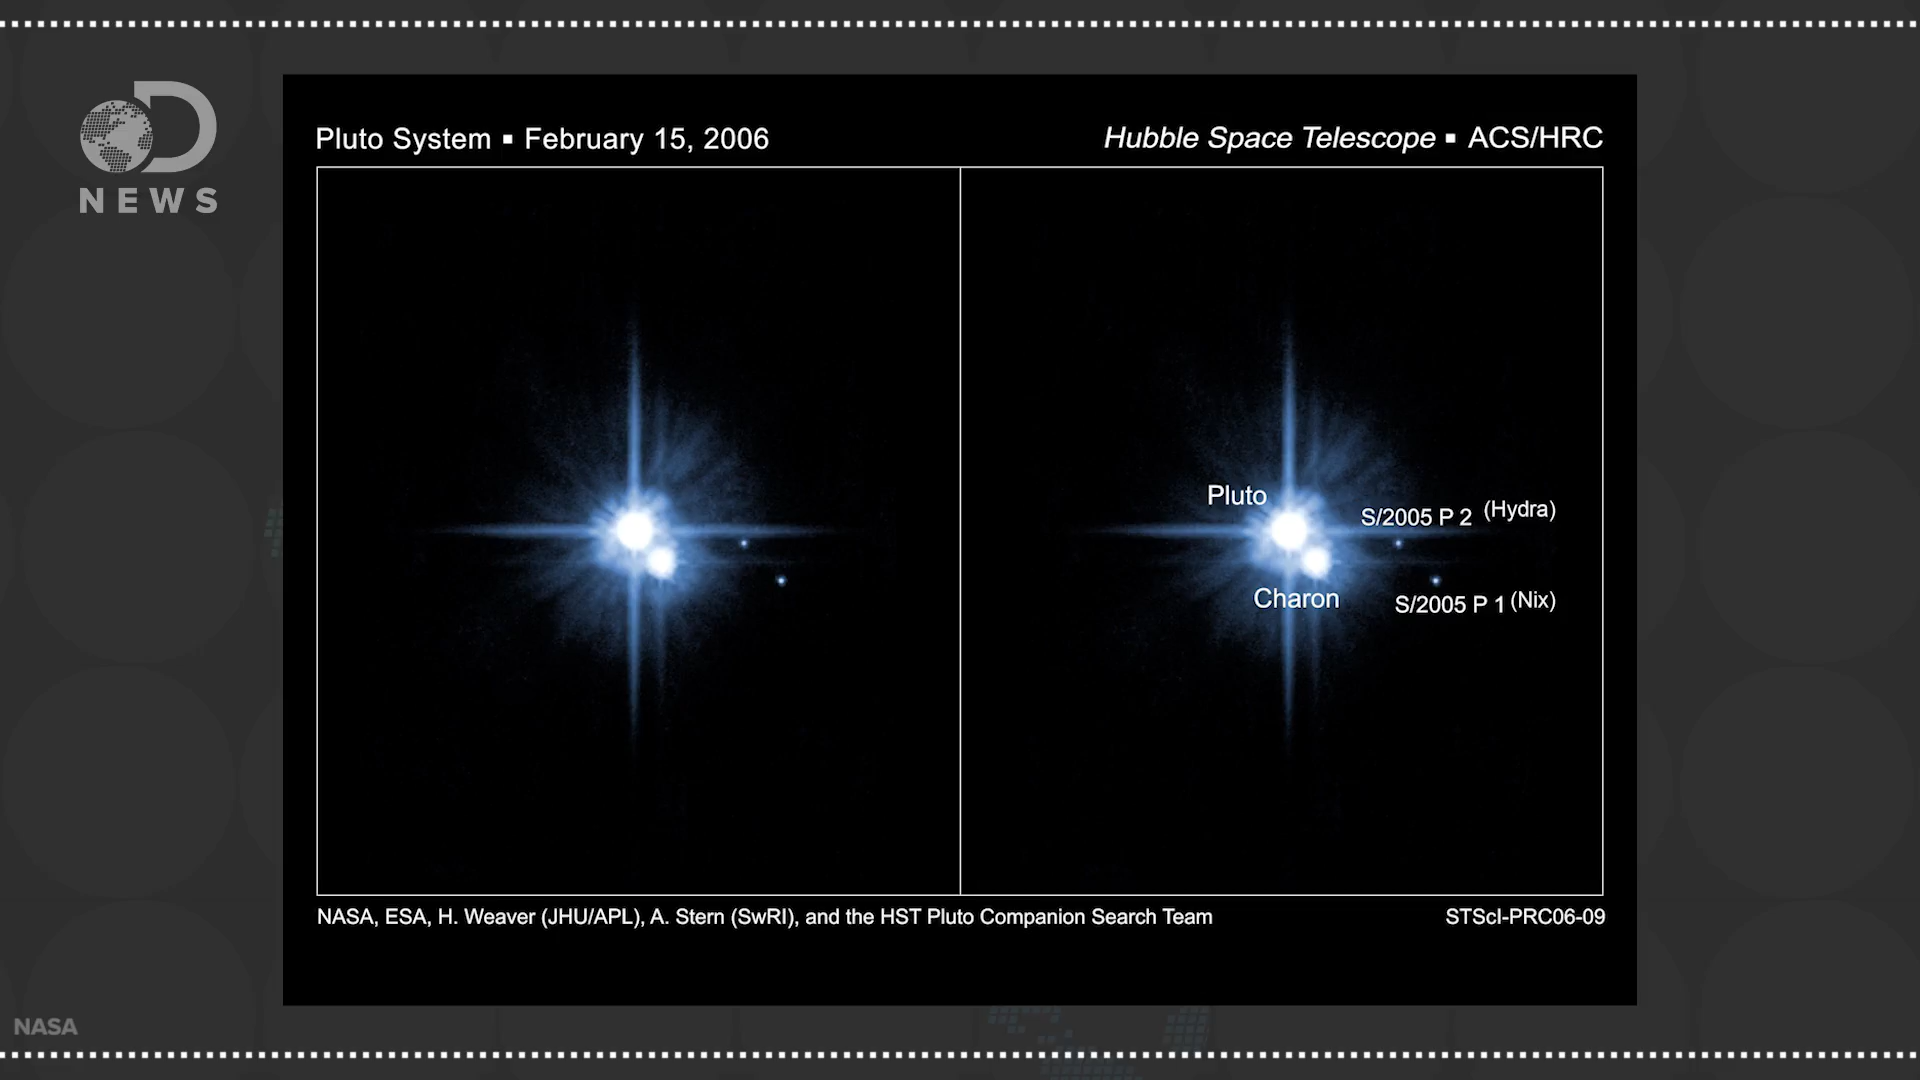 D
NEWS
Pluto System ▪ February 15, 2006
Hubble Space Telescope ▪ ACS/HRC
Pluto
S/2005 P 2 (Hydra)
Charon
S/2005 P 1 (Nix)
NASA, ESA, H. Weaver (JHU/APL), A. Stern (SwRI), and the HST Pluto Companion Search Team
STScI-PRC06-09
NASA